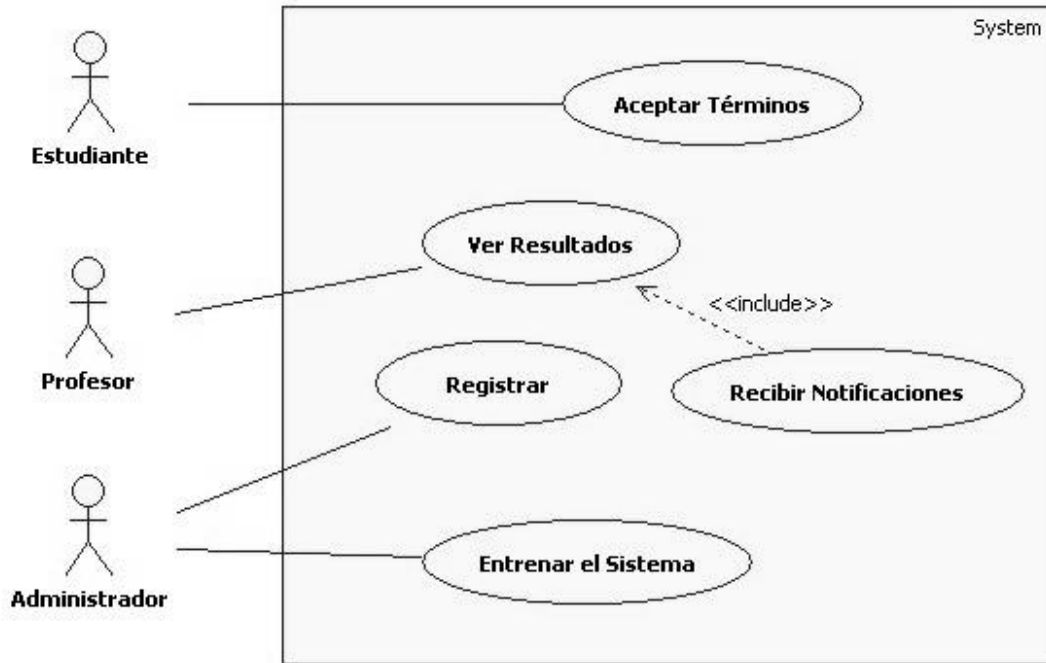 System
Aceptar Términos
Estudiante
Ver Resultados
<<include>>
Profesor
Registrar
Recibir Notificaciones
Entrenar el Sistema
Administrador